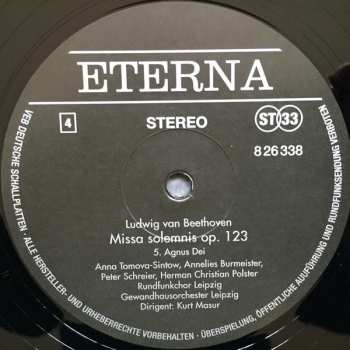 ETERNA
4
STEREO
ST 33
8 26 338
Ludwig van Beethoven
Missa solemnis op. 123
5. Agnus Dei
Anna Tomova-Sintow, Annelies Burmeister,
Peter Schreier, Herman Christian Polster
Rundfunkchor Leipzig
Gewandhausorchester Leipzig
Dirigent: Kurt Masur
VEB DEUTSCHE SCHALLPLATTEN · ALLE HERSTELLER- UND URHEBERRECHTE VORBEHALTEN · ÜBERSPIELUNG, ÖFFENTLICHE AUFFÜHRUNG UND RUNDFUNKSENDUNG VERBOTEN